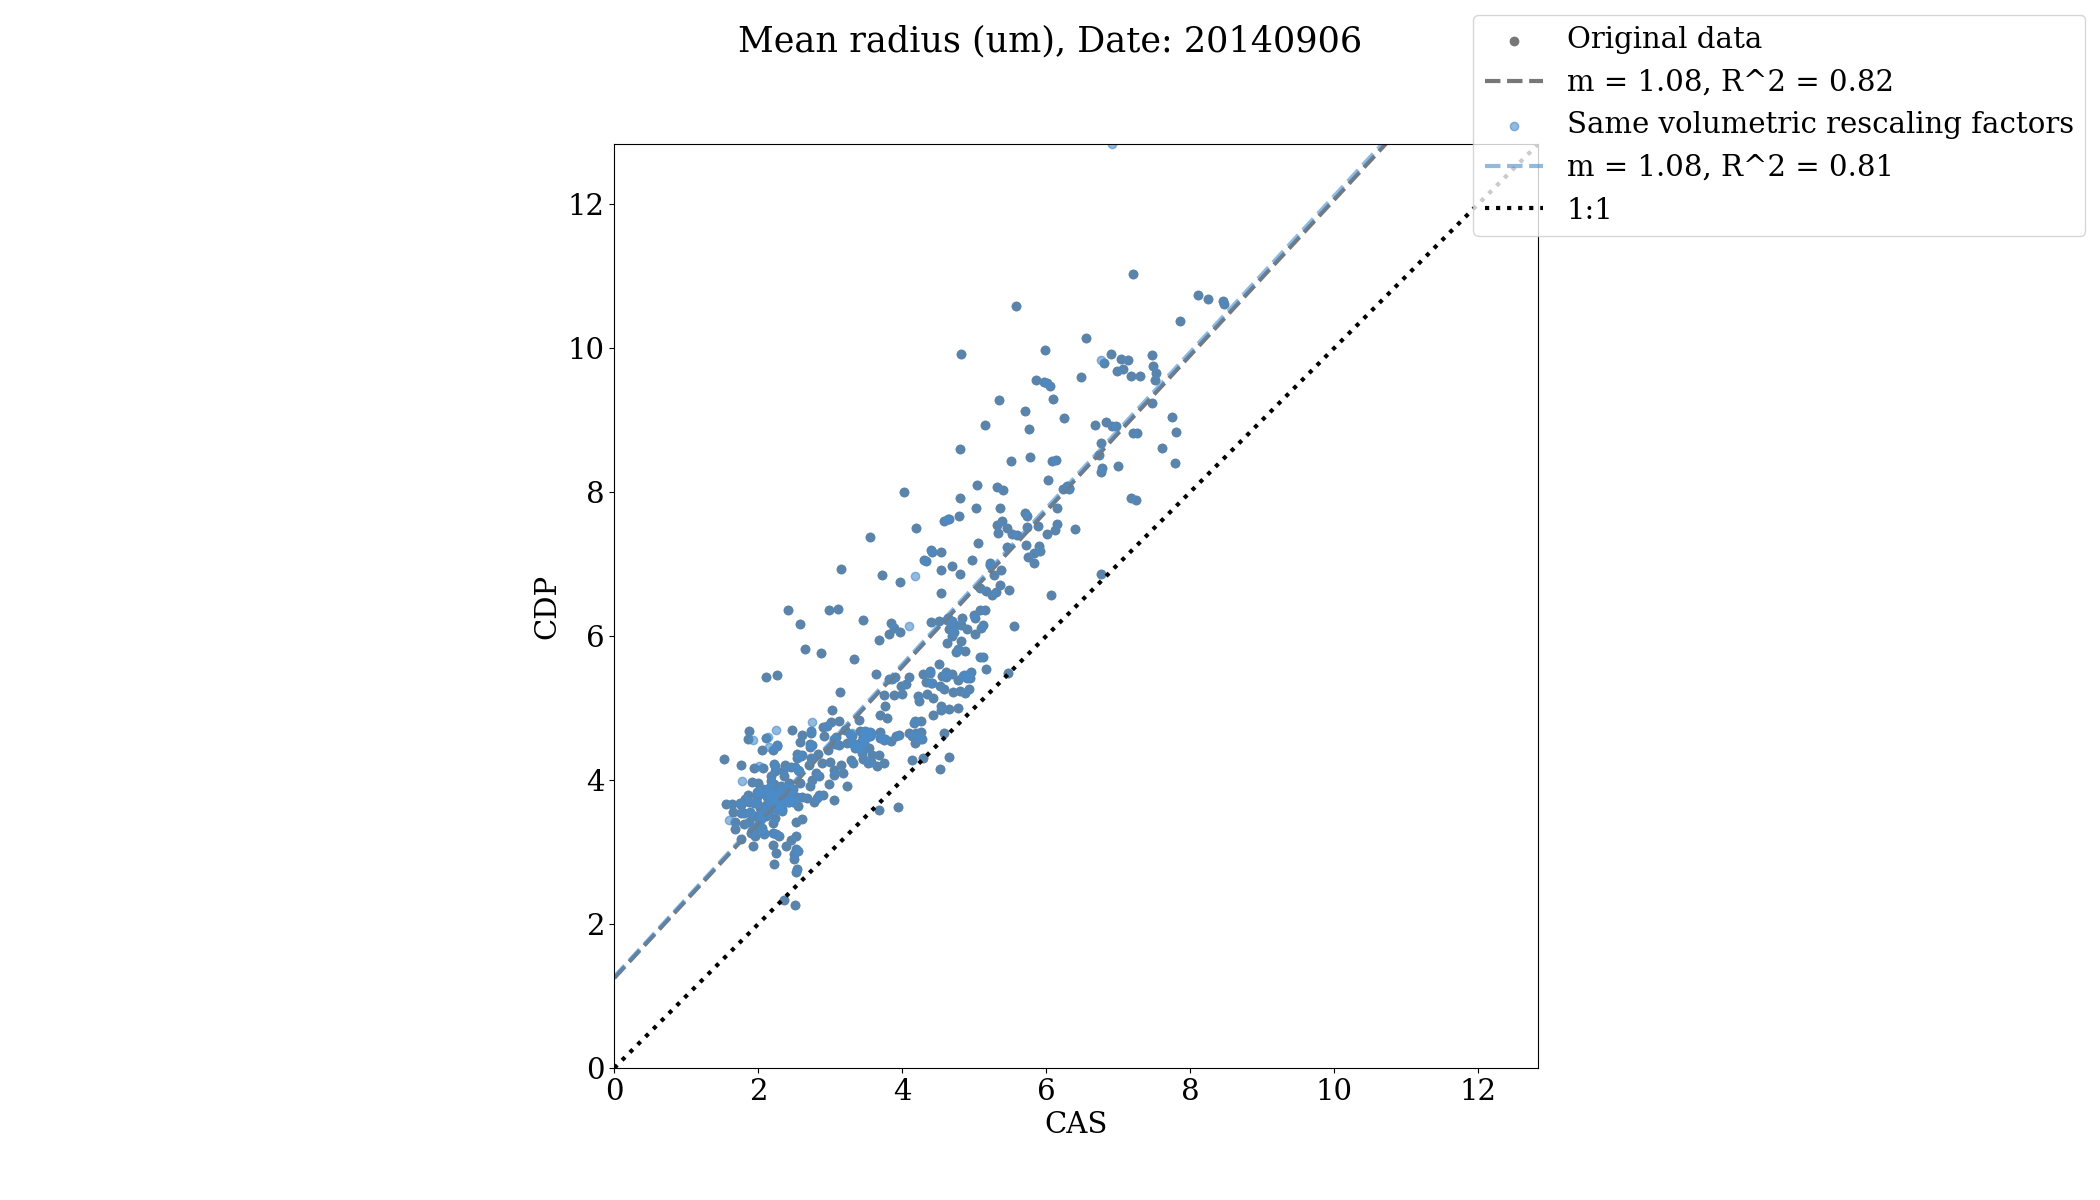 Mean radius (um), Date: 20140906
Original data
m = 1.08, R^2 = 0.82
Same volumetric rescaling factors
m = 1.08, R^2 = 0.81
1:1
12
10
8
6
4
2
0
CDP
0 2 4 6 8 10 12
CAS